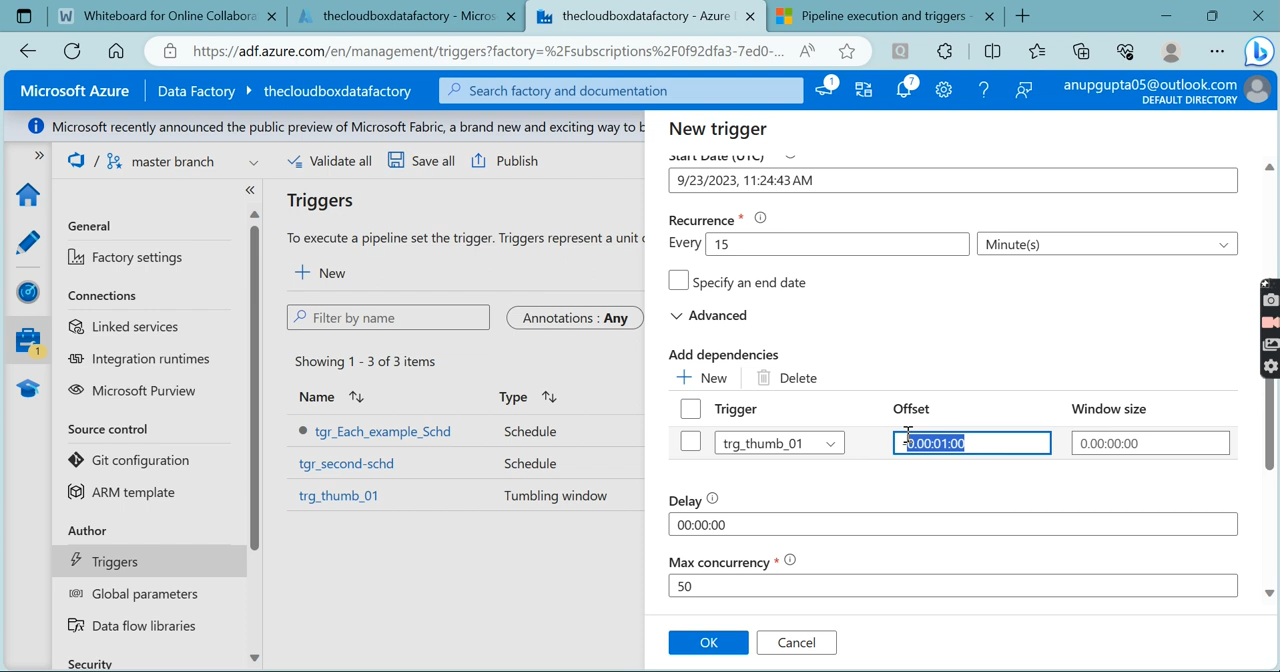 Whiteboard for Online Collabora
thecloudboxdatafactory - Micros
thecloudboxdatafactory - Azure
Pipeline execution and triggers -
https://adf.azure.com/en/management/triggers?factory=%2Fsubscriptions%2F0f92dfa3-7ed0-...
Microsoft Azure
Data Factory
thecloudboxdatafactory
Search factory and documentation
1
7
anupgupta05@outlook.com
DEFAULT DIRECTORY
Microsoft recently announced the public preview of Microsoft Fabric, a brand new and exciting way to b
/ master branch
Validate all
Save all
Publish
General
Factory settings
Connections
Linked services
Integration runtimes
Microsoft Purview
Source control
Git configuration
ARM template
Author
Triggers
Global parameters
Data flow libraries
Security
1
Triggers
To execute a pipeline set the trigger. Triggers represent a unit
New
Filter by name
Annotations : Any
Showing 1 - 3 of 3 items
Name
Type
tgr_Each_example_Schd
Schedule
tgr_second-schd
Schedule
trg_thumb_01
Tumbling window
New trigger
Start Date (UTC)
9/23/2023, 11:24:43 AM
Recurrence *
Every
15
Minute(s)
Specify an end date
Advanced
Add dependencies
New
Delete
Trigger
Offset
Window size
trg_thumb_01
-0.00:01:00
0.00:00:00
Delay
00:00:00
Max concurrency *
50
OK
Cancel